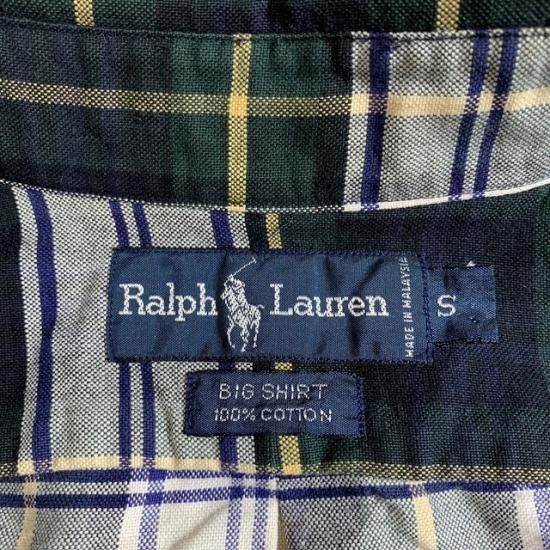 Ralph Lauren
MADE IN MALAYSIA
S
BIG SHIRT
100% COTTON